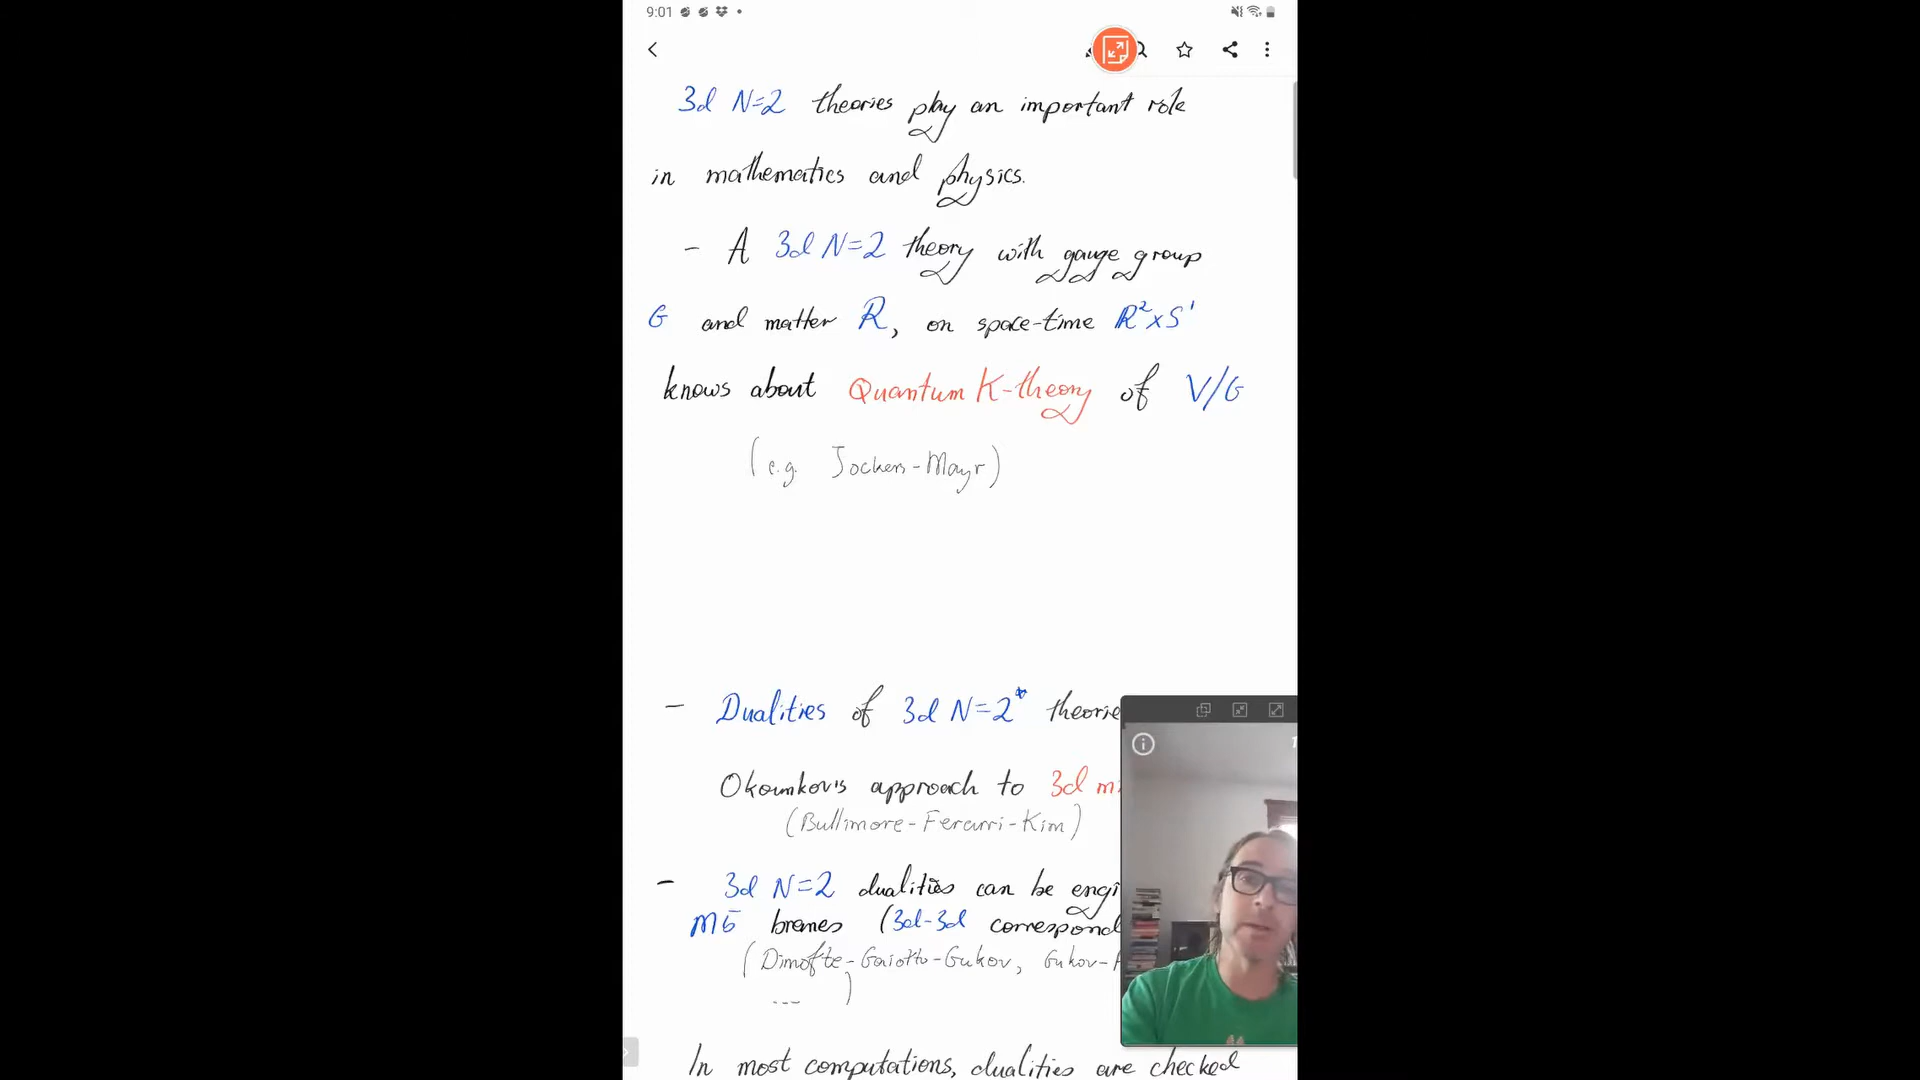 9:01
3d N=2 theories play an important role
in mathematics and physics.
- A 3d N=2 theory with gauge group
G and matter R, on space-time R²×S¹
knows about Quantum K-theory of V/G
(e.g. Jockers-Mayr)
- Dualities of 3d N=2* theorie
Okounkov's approach to 3d mi
(Bullimore-Ferarri-Kim)
- 3d N=2 dualities can be engi
M5 branes (3d-3d correspond
(Dimofte-Gaiotto-Gukov, Gukov-
... )
In most computations, dualities are checked